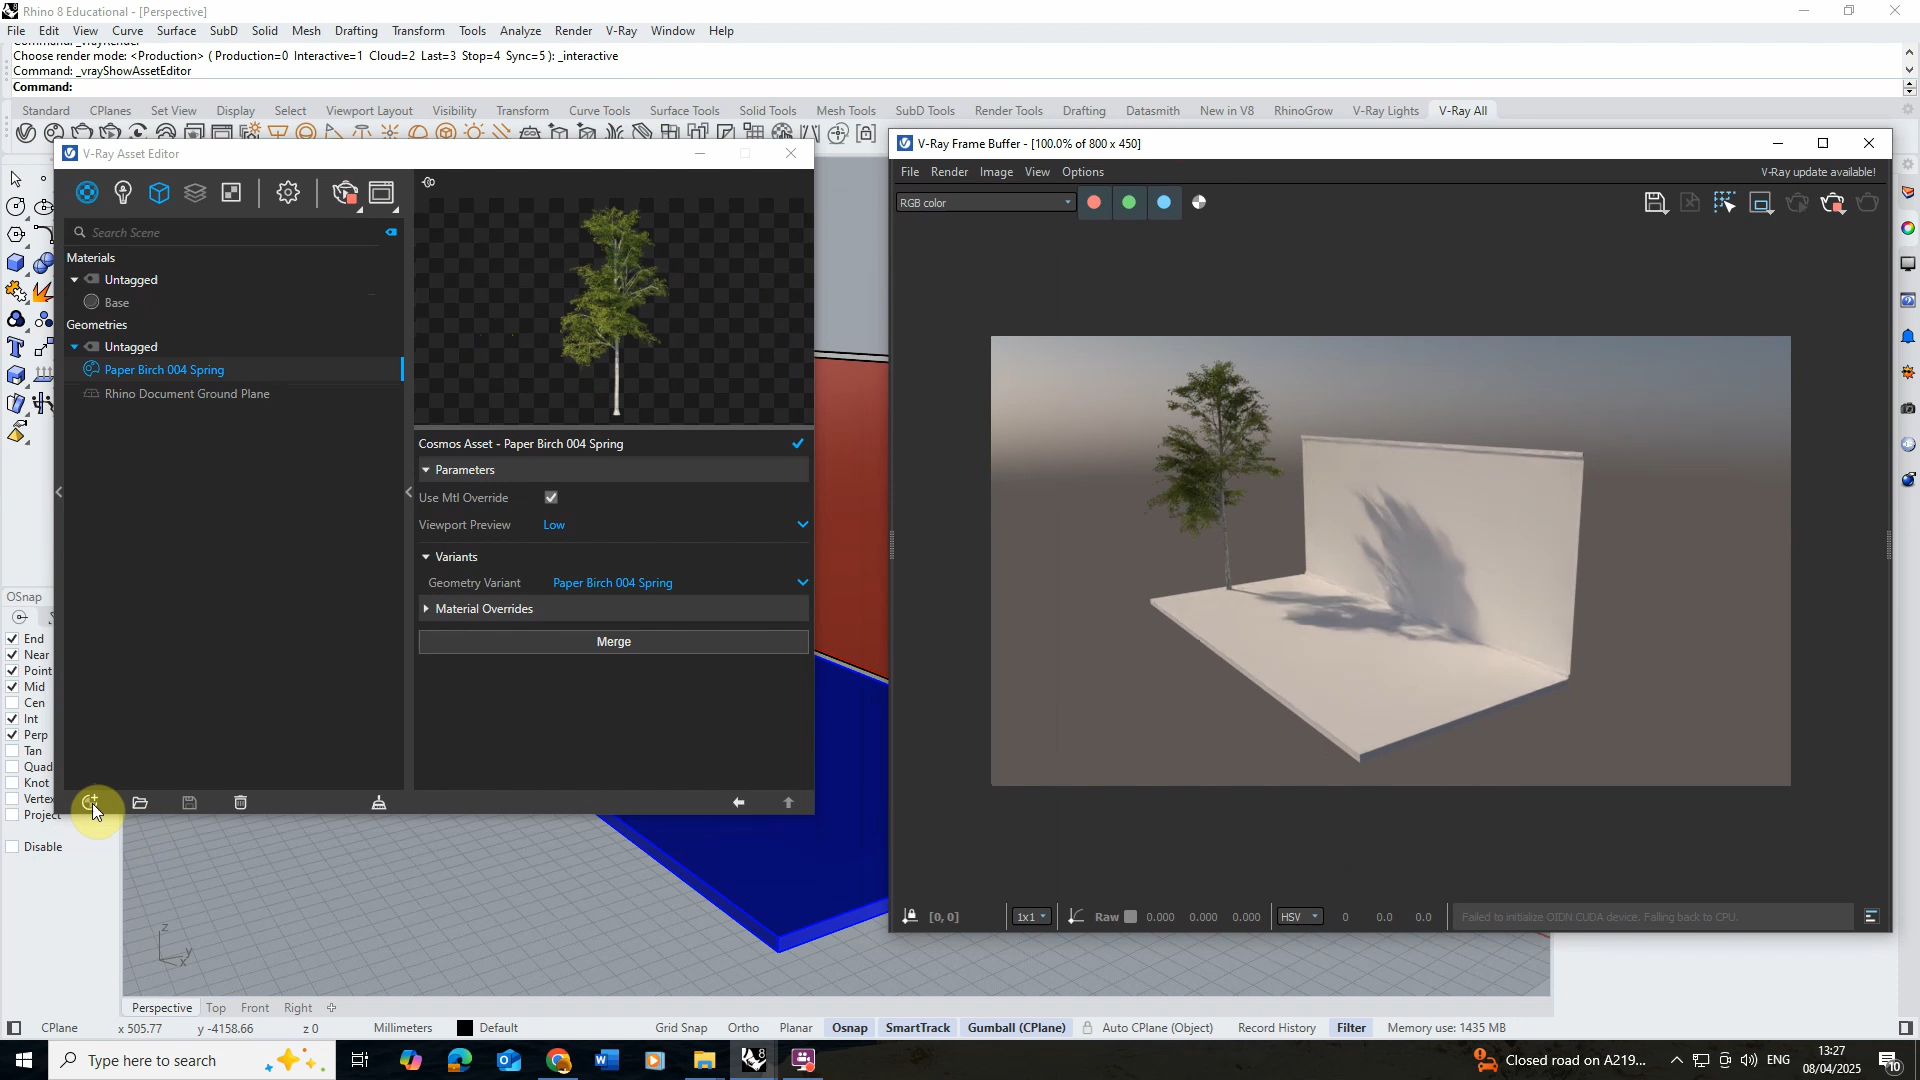 Rhino 8 Educational - [Perspective]
File Edit View Curve Surface SubD Solid Mesh Drafting Transform Tools Analyze Render V-Ray Window Help
Choose render mode: <Production> ( Production=0 Interactive=1 Cloud=2 Last=3 Stop=4 Sync=5 ): _interactive
Command: _vrayShowAssetEditor
Command:
Standard CPlanes Set View Display Select Viewport Layout Visibility Transform Curve Tools Surface Tools Solid Tools Mesh Tools SubD Tools Render Tools Drafting Datasmith New in V8 RhinoGrow V-Ray Lights V-Ray All
V-Ray Asset Editor
Search Scene
Materials
Untagged
Base
Geometries
Untagged
Paper Birch 004 Spring
Rhino Document Ground Plane
Cosmos Asset - Paper Birch 004 Spring
Parameters
Use Mtl Override
Viewport Preview Low
Variants
Geometry Variant Paper Birch 004 Spring
Material Overrides
Merge
V-Ray Frame Buffer - [100.0% of 800 x 450]
File Render Image View Options
V-Ray update available!
RGB color
[0, 0] 1x1 Raw 0.000 0.000 0.000 HSV 0 0.0 0.0 Failed to initialize OIDN CUDA device. Falling back to CPU.
OSnap
End
Near
Point
Mid
Cen
Int
Perp
Tan
Quad
Knot
Vertex
Project
Disable
z
y
x
Perspective Top Front Right
CPlane x 505.77 y -4158.66 z 0 Millimeters Default Grid Snap Ortho Planar Osnap SmartTrack Gumball (CPlane) Auto CPlane (Object) Record History Filter Memory use: 1435 MB
Type here to search
Closed road on A219...
ENG
13:27
08/04/2025
10